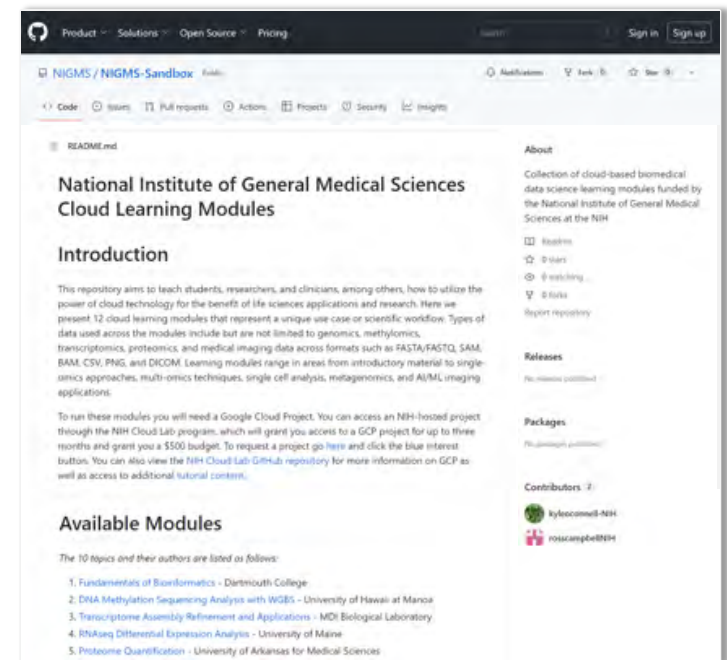 Product Solutions Open Source Pricing
Search
Sign in Sign up
NIGMS / NIGMS-Sandbox Public
Notifications Fork 0 Star 0
Code Issues Pull requests Actions Projects Security Insights
README.md
National Institute of General Medical Sciences
Cloud Learning Modules
Introduction
This repository aims to teach students, researchers, and clinicians, among others, how to utilize the
power of cloud technology for the benefit of life sciences applications and research. Here we
present 12 cloud learning modules that represent a unique use case or scientific workflow. Types of
data used across the modules include but are not limited to genomics, methylomics,
transcriptomics, proteomics, and medical imaging data across formats such as FASTA/FASTQ, SAM,
BAM, CSV, PNG, and DICOM. Learning modules range in areas from introductory material to single-
omics approaches, multi-omics techniques, single cell analysis, metagenomics, and AI/ML imaging
applications.
To run these modules you will need a Google Cloud Project. You can access an NIH-hosted project
through the NIH Cloud Lab program, which will grant you access to a GCP project for up to three
months and grant you a $500 budget. To request a project go here and click the blue interest
button. You can also view the NIH Cloud Lab GitHub repository for more information on GCP as
well as access to additional tutorial content.
Available Modules
The 10 topics and their authors are listed as follows:
1. Fundamentals of Bioinformatics - Dartmouth College
2. DNA Methylation Sequencing Analysis with WGBS - University of Hawaii at Manoa
3. Transcriptome Assembly Refinement and Applications - MDI Biological Laboratory
4. RNAseq Differential Expression Analysis - University of Maine
5. Proteome Quantification - University of Arkansas for Medical Sciences
About
Collection of cloud-based biomedical
data science learning modules funded by
the National Institute of General Medical
Sciences at the NIH
Readme
0 stars
0 watching
0 forks
Report repository
Releases
No releases published
Packages
No packages published
Contributors 2
kyleoconnell-NIH
rosscampbellNIH